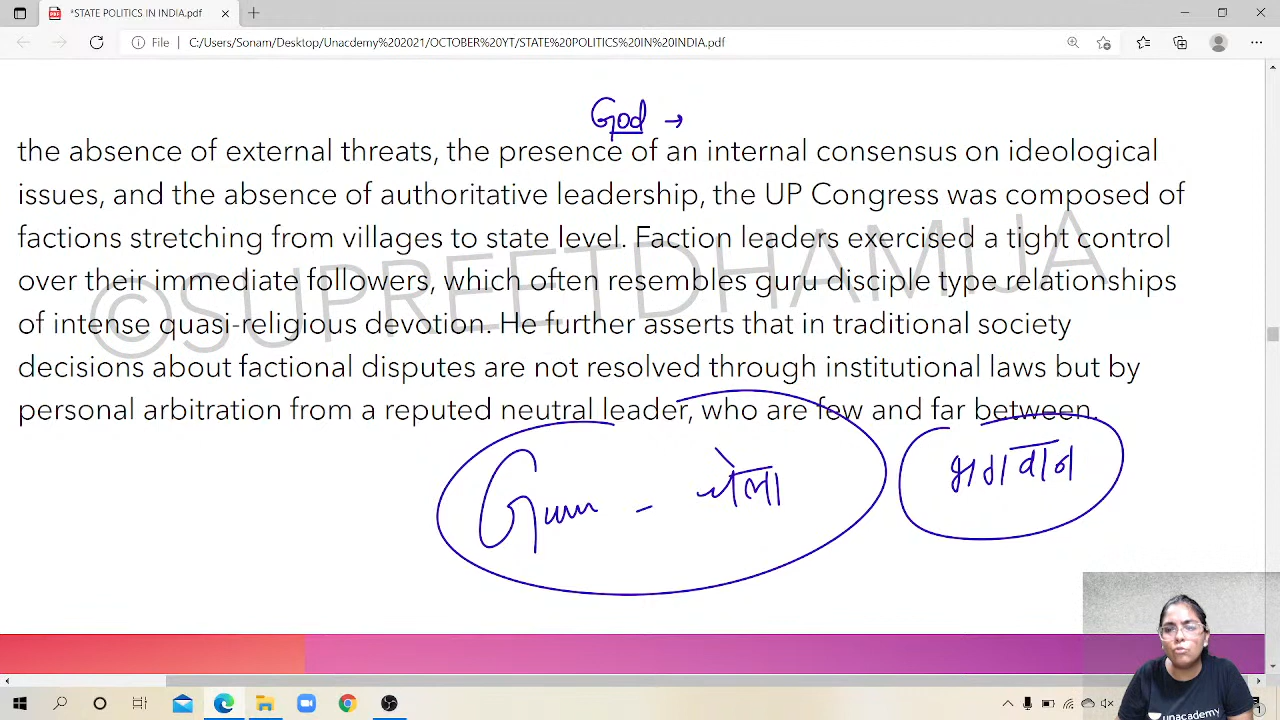 *STATE POLITICS IN INDIA.pdf
File C:/Users/Sonam/Desktop/Unacdemy%202021/OCTOBER%20YT/STATE%20POLITICS%20IN%20INDIA.pdf
God →
the absence of external threats, the presence of an internal consensus on ideological
issues, and the absence of authoritative leadership, the UP Congress was composed of
factions stretching from villages to state level. Faction leaders exercised a tight control
over their immediate followers, which often resembles guru disciple type relationships
of intense quasi-religious devotion. He further asserts that in traditional society
decisions about factional disputes are not resolved through institutional laws but by
personal arbitration from a reputed neutral leader, who are few and far between.
©SUPREETDHAMIJA
Guru - चेला
भगवान
unacademy